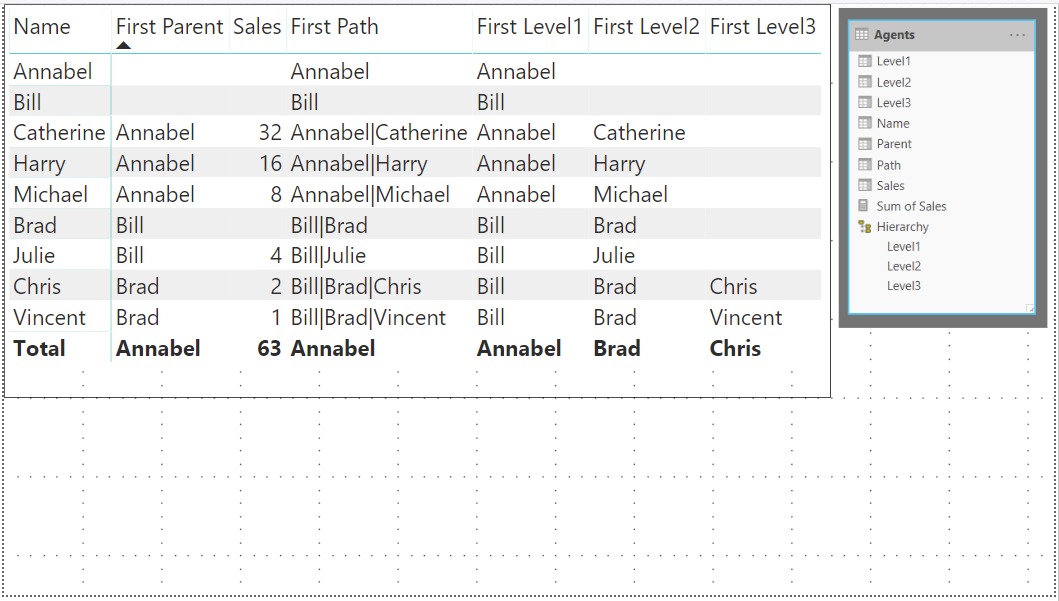 Name First Parent Sales First Path First Level1 First Level2 First Level3
Annabel Annabel Annabel
Bill Bill Bill
Catherine Annabel 32 Annabel|Catherine Annabel Catherine
Harry Annabel 16 Annabel|Harry Annabel Harry
Michael Annabel 8 Annabel|Michael Annabel Michael
Brad Bill Bill|Brad Bill Brad
Julie Bill 4 Bill|Julie Bill Julie
Chris Brad 2 Bill|Brad|Chris Bill Brad Chris
Vincent Brad 1 Bill|Brad|Vincent Bill Brad Vincent
Total Annabel 63 Annabel Annabel Brad Chris
Agents
Level1
Level2
Level3
Name
Parent
Path
Sales
Sum of Sales
Hierarchy
Level1
Level2
Level3